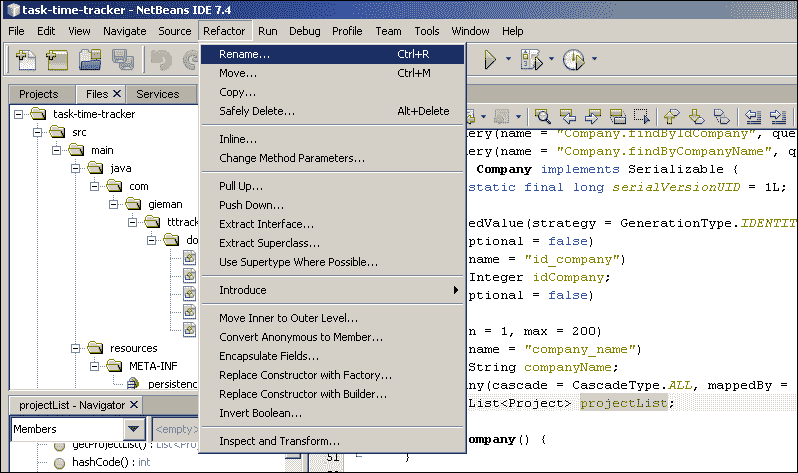 task-time-tracker - NetBeans IDE 7.4
File Edit View Navigate Source Refactor Run Debug Profile Team Tools Window Help
Rename... Ctrl+R
Move... Ctrl+M
Copy...
Safely Delete... Alt+Delete
Inline...
Change Method Parameters...
Pull Up...
Push Down...
Extract Interface...
Extract Superclass...
Use Supertype Where Possible...
Introduce
Move Inner to Outer Level...
Convert Anonymous to Member...
Encapsulate Fields...
Replace Constructor with Factory...
Replace Constructor with Builder...
Invert Boolean...
Inspect and Transform...
Projects Files Services
task-time-tracker
src
main
java
com
gieman
tttrack
do
resources
META-INF
persistenc
projectList - Navigator
Members <empty>
getProjectList() : List<Project>
hashCode() : int
ery(name = "Company.findByIdCompany", que
ery(name = "Company.findByCompanyName", q
Company implements Serializable {
static final long serialVersionUID = 1L;
edValue(strategy = GenerationType.IDENTIT
ptional = false)
name = "id_company")
Integer idCompany;
ptional = false)
n = 1, max = 200)
name = "company_name")
String companyName;
ny(cascade = CascadeType.ALL, mappedBy =
List<Project> projectList;
ompany() {
51 }